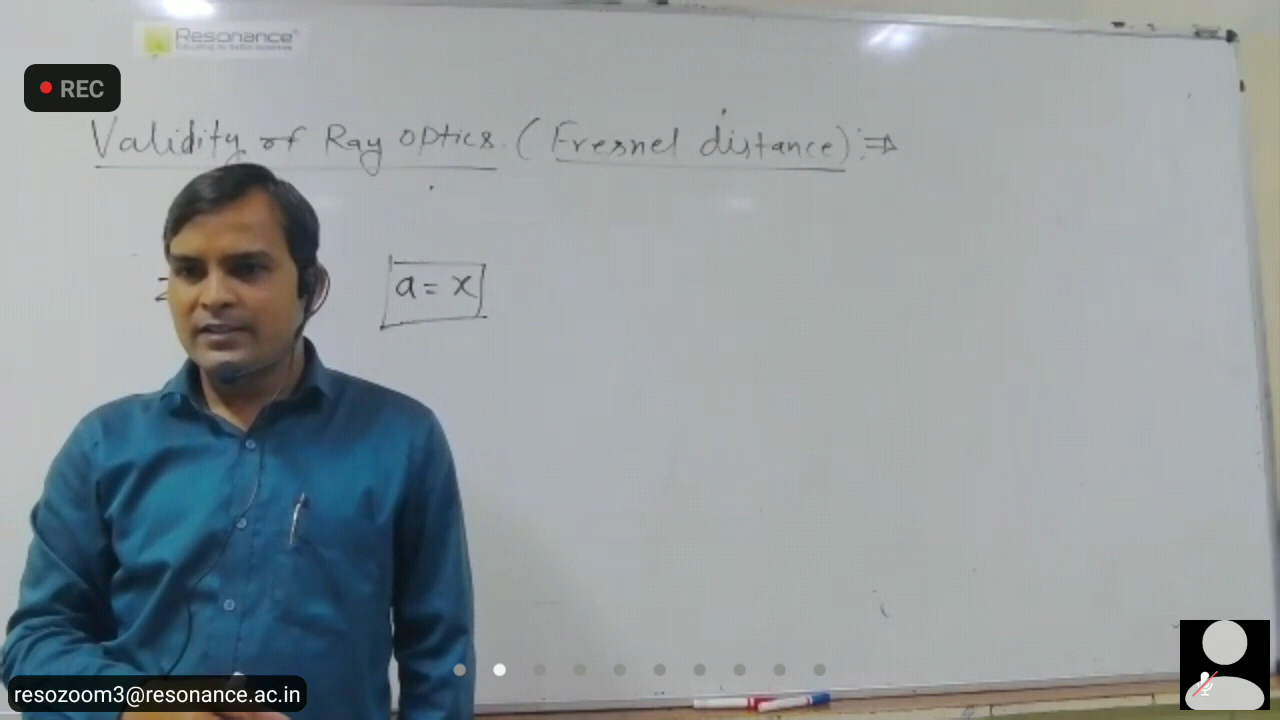 Resonance®
REC
Validity of Ray optics. (Fresnel distance) :⇒
a = x
resozoom3@resonance.ac.in